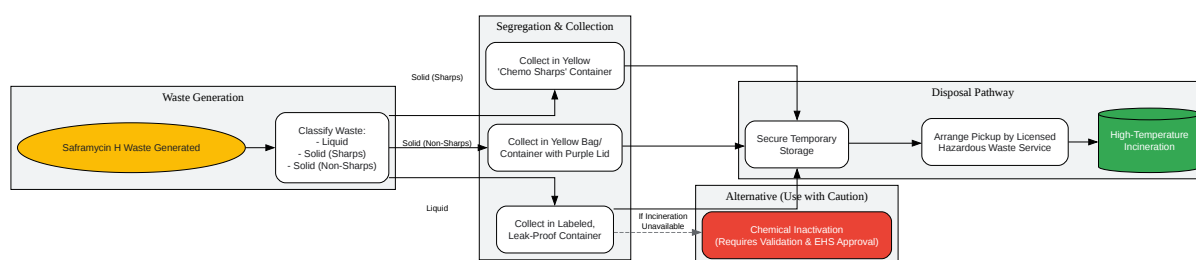 Waste Generation
Saframycin H Waste Generated
Classify Waste:
- Liquid
- Solid (Sharps)
- Solid (Non-Sharps)
Solid (Sharps)
Solid (Non-Sharps)
Liquid
Segregation & Collection
Collect in Yellow
'Chemo Sharps' Container
Collect in Yellow Bag/
Container with Purple Lid
Collect in Labeled,
Leak-Proof Container
If Incineration
Unavailable
Disposal Pathway
Secure Temporary
Storage
Arrange Pickup by Licensed
Hazardous Waste Service
High-Temperature
Incineration
Alternative (Use with Caution)
Chemical Inactivation
(Requires Validation & EHS Approval)